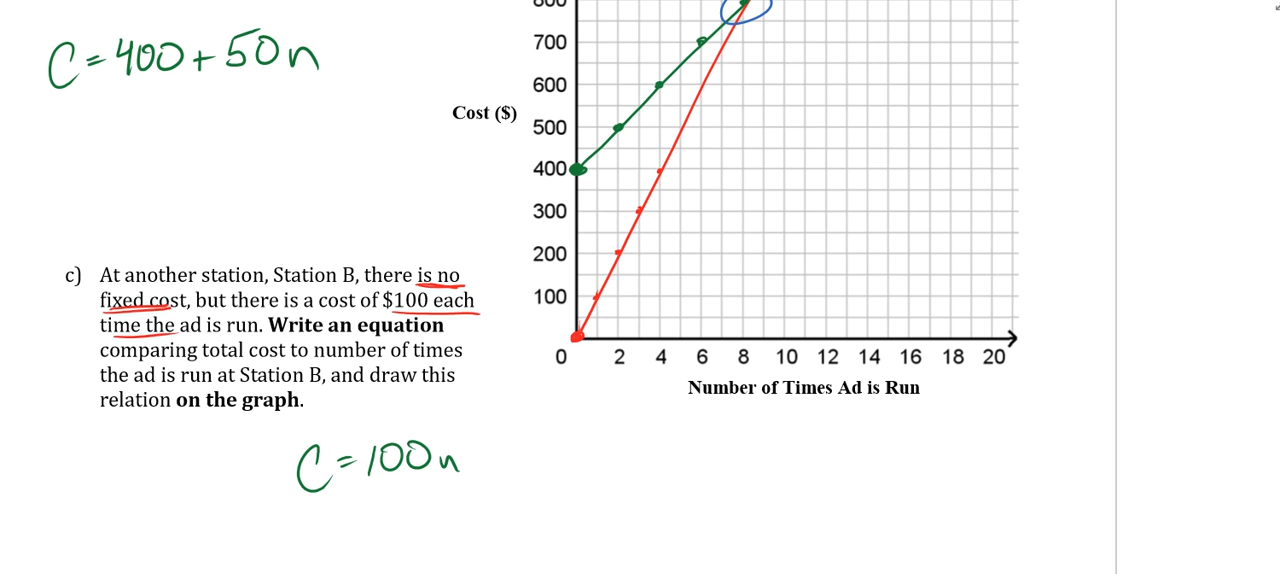 800
C=400+50n
700
600
Cost ($)
500
400
300
200
100
0 2 4 6 8 10 12 14 16 18 20
Number of Times Ad is Run
c) At another station, Station B, there is no
fixed cost, but there is a cost of $100 each
time the ad is run. Write an equation
comparing total cost to number of times
the ad is run at Station B, and draw this
relation on the graph.
C=100n